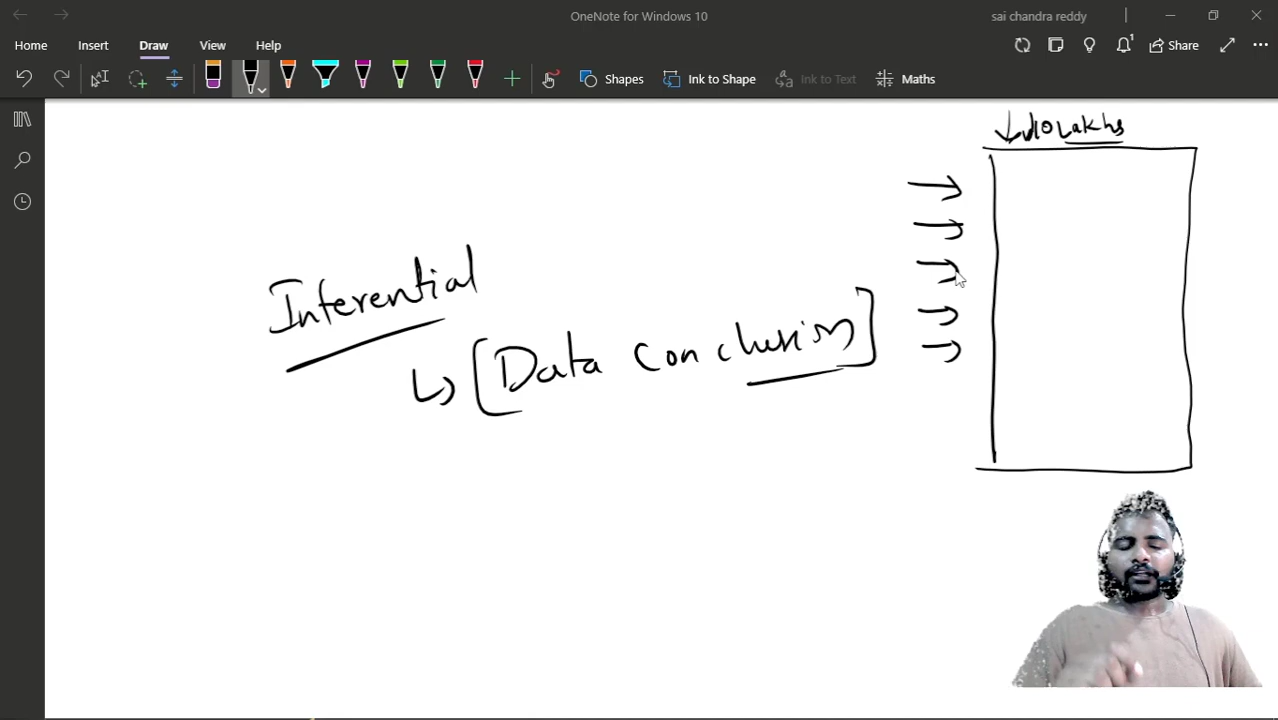 OneNote for Windows 10
sai chandra reddy
Home Insert Draw View Help
Share
Shapes
Ink to Shape
Ink to Text
Maths
10 Lakhs
Inferential
[Data Conclusion]